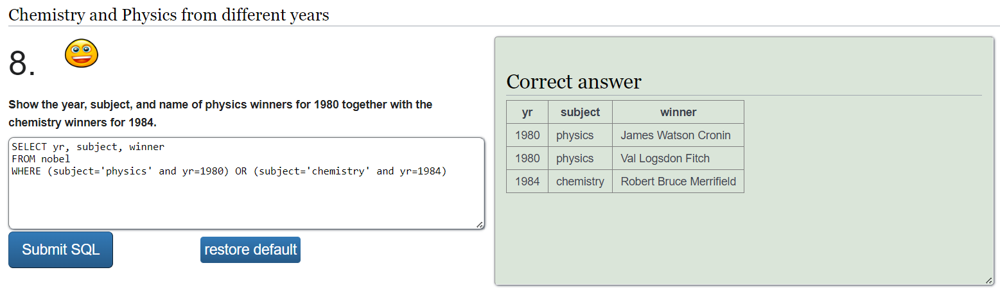 Chemistry and Physics from different years
8.
Show the year, subject, and name of physics winners for 1980 together with the
chemistry winners for 1984.
SELECT yr, subject, winner
FROM nobel
WHERE (subject='physics' and yr=1980) OR (subject='chemistry' and yr=1984)
Submit SQL
restore default
Correct answer
yr subject winner
1980 physics James Watson Cronin
1980 physics Val Logsdon Fitch
1984 chemistry Robert Bruce Merrifield